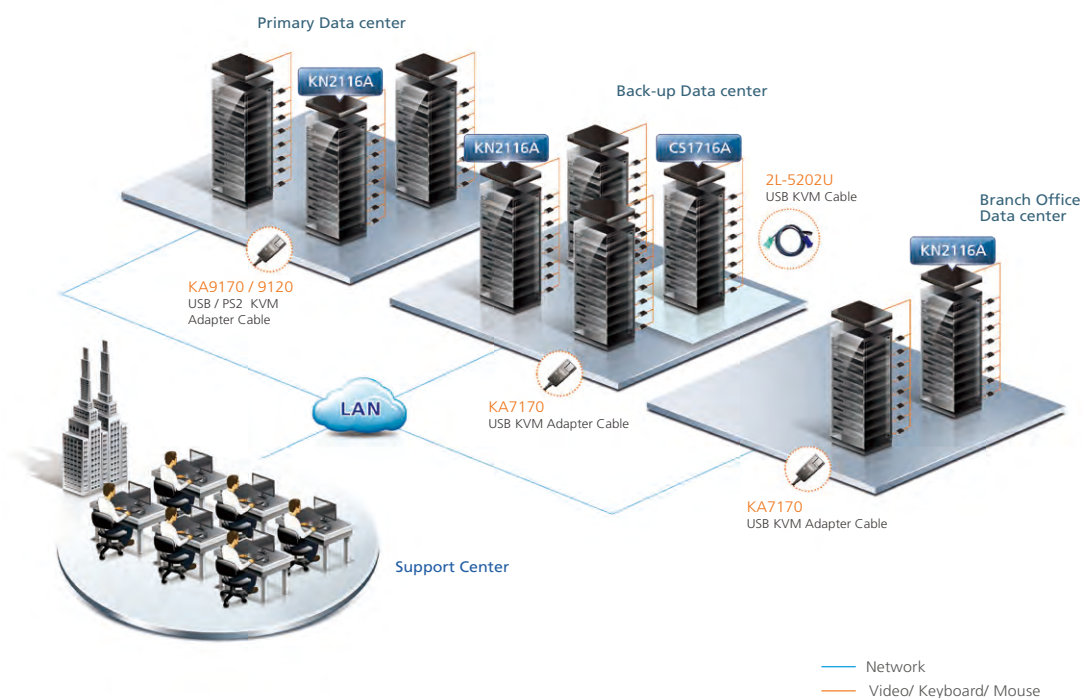 Primary Data center
KN2116A
Back-up Data center
KN2116A
CS1716A
2L-5202U
USB KVM Cable
Branch Office
Data center
KN2116A
KA9170 / 9120
USB / PS2 KVM
Adapter Cable
LAN
KA7170
USB KVM Adapter Cable
KA7170
USB KVM Adapter Cable
Support Center
Network
Video/ Keyboard/ Mouse